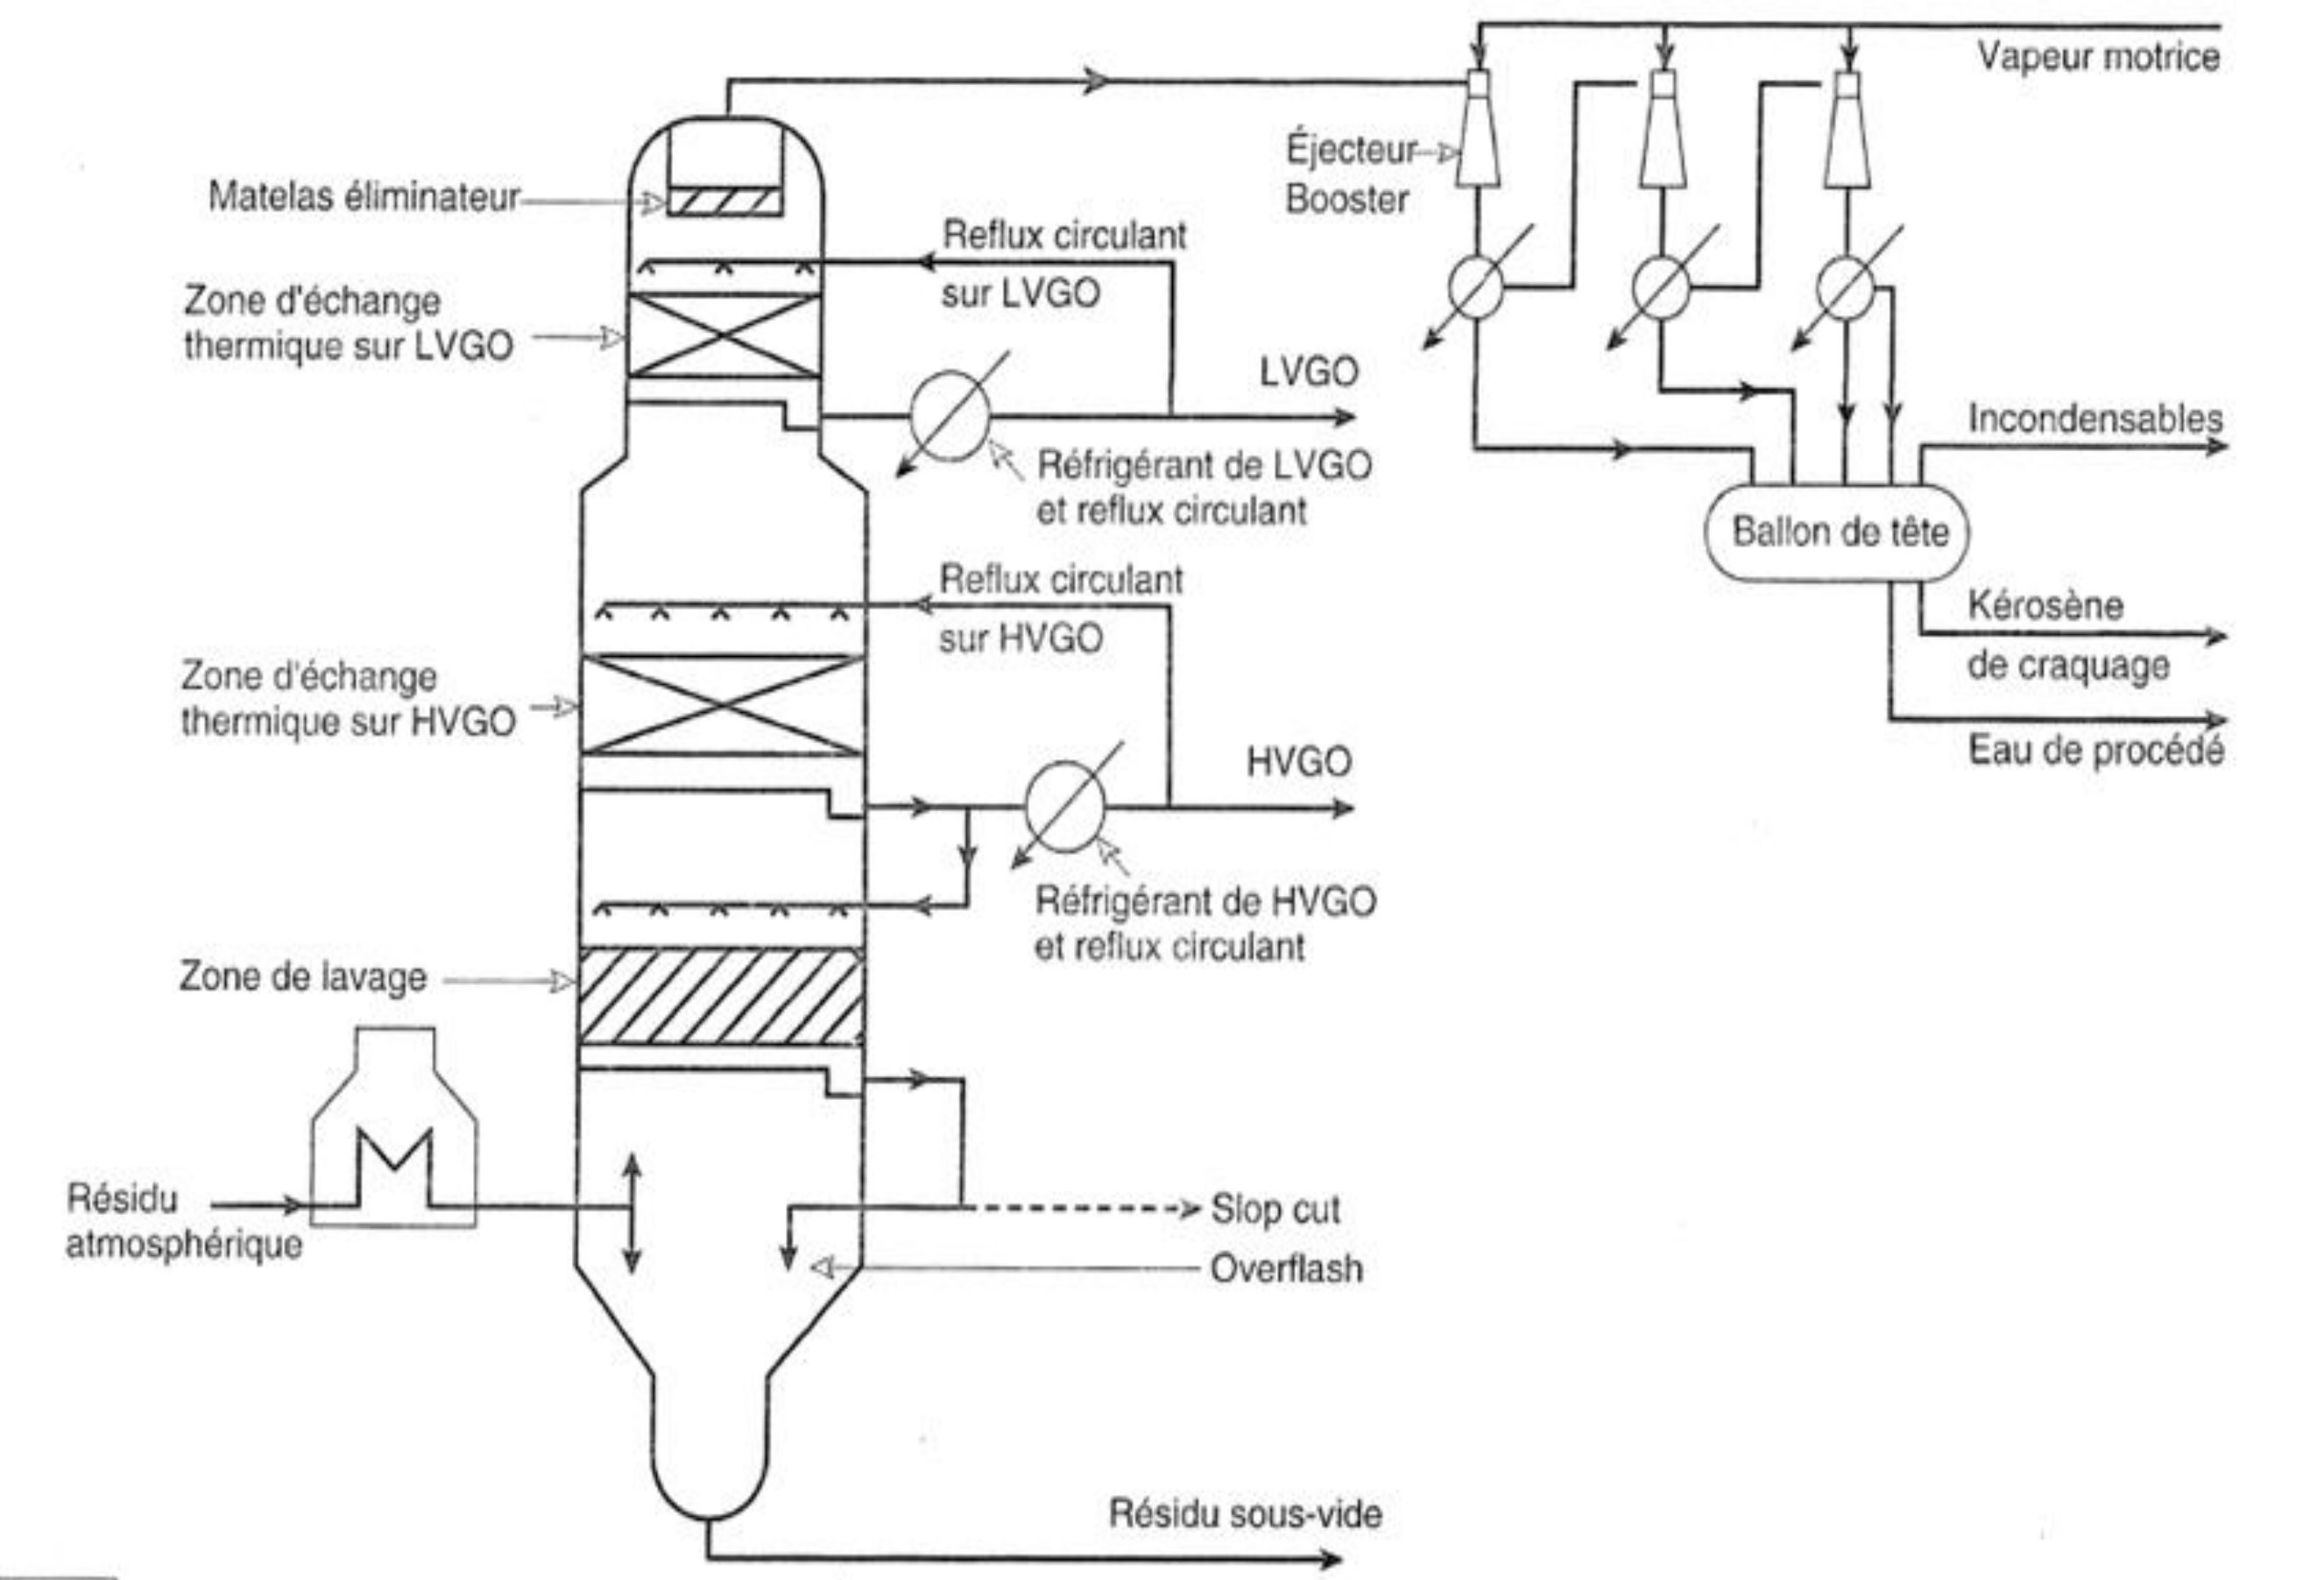 Vapeur motrice
Éjecteur
Booster
Matelas éliminateur
Reflux circulant
sur LVGO
Zone d'échange
thermique sur LVGO
LVGO
Réfrigérant de LVGO
et reflux circulant
Incondensables
Ballon de tête
Kérosène
de craquage
Eau de procédé
Reflux circulant
sur HVGO
Zone d'échange
thermique sur HVGO
HVGO
Réfrigérant de HVGO
et reflux circulant
Zone de lavage
Résidu
atmosphérique
Slop cut
Overflash
Résidu sous-vide